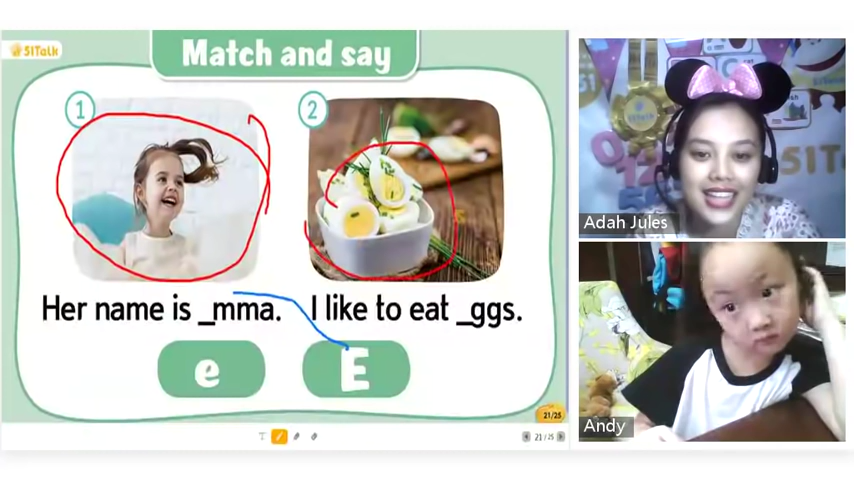 51Talk
Match and say
1
2
Her name is _mma.
I like to eat _ggs.
e
E
21/25
21/25
Adah Jules
51T
Andy